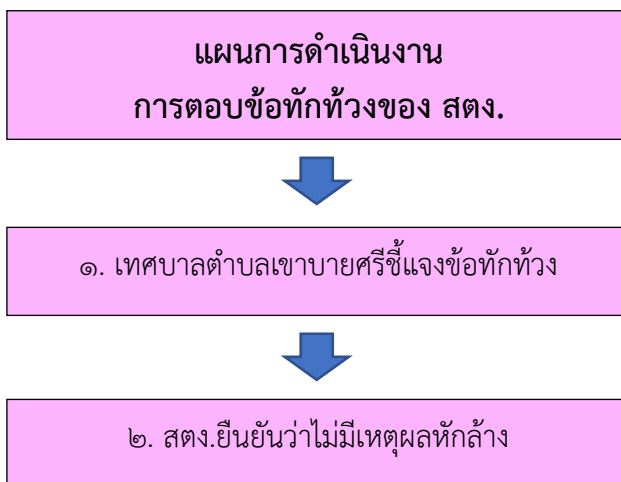 แผนการดำเนินงาน
การตอบข้อทักท้วงของ สตง.
๑. เทศบาลตำบลเขาบายศรีชี้แจงข้อทักท้วง
๒. สตง.ยืนยันว่าไม่มีเหตุผลหักล้าง